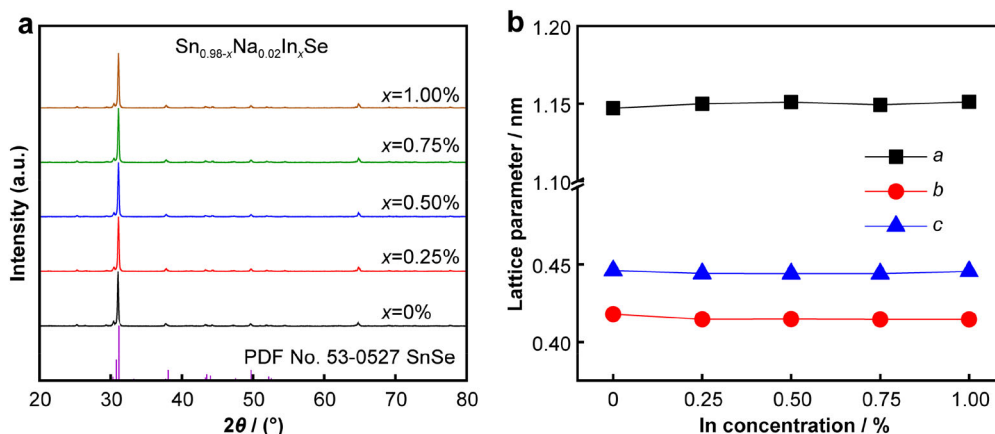 a
Sn0.98-xNa0.02InxSe
x=1.00%
x=0.75%
x=0.50%
x=0.25%
x=0%
PDF No. 53-0527 SnSe
Intensity (a.u.)
20 30 40 50 60 70 80
2θ / (°)
b
1.20
1.15
1.10
0.45
0.40
Lattice parameter / nm
a
b
c
0 0.25 0.50 0.75 1.00
In concentration / %